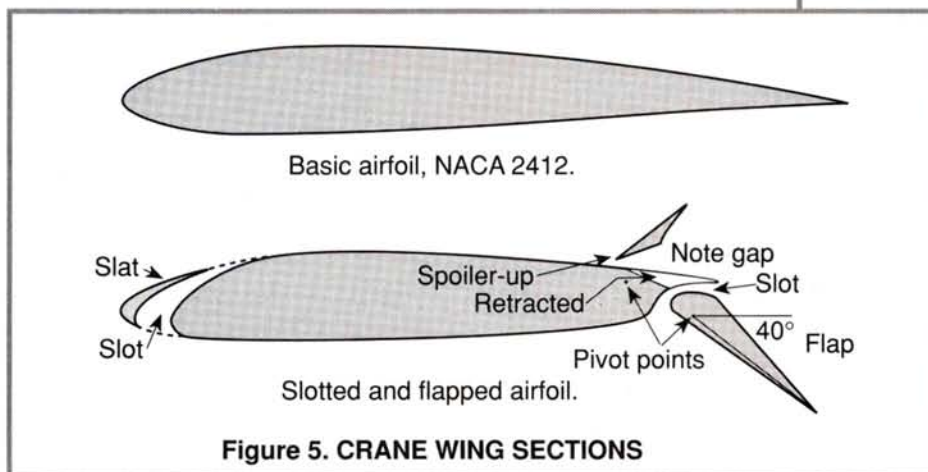 Basic airfoil, NACA 2412.
Slat
Spoiler-up
Note gap
Retracted
Slot
Slot
40°
Flap
Pivot points
Slotted and flapped airfoil.
Figure 5. CRANE WING SECTIONS